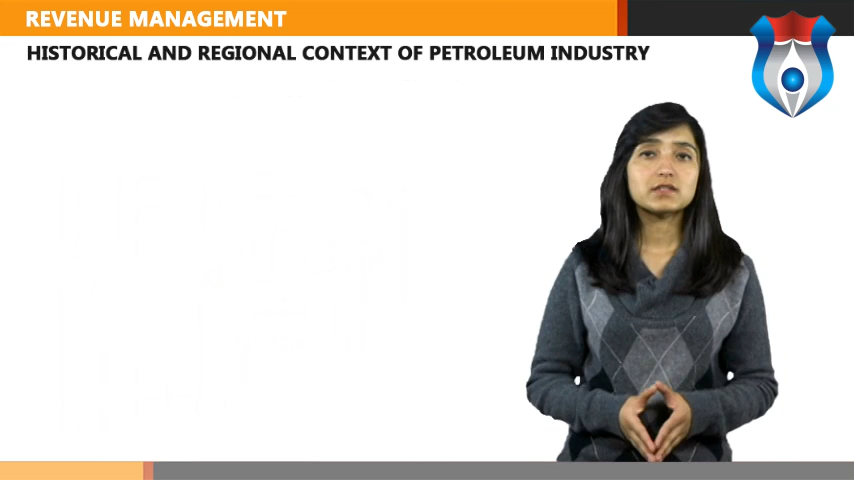 REVENUE MANAGEMENT
HISTORICAL AND REGIONAL CONTEXT OF PETROLEUM INDUSTRY